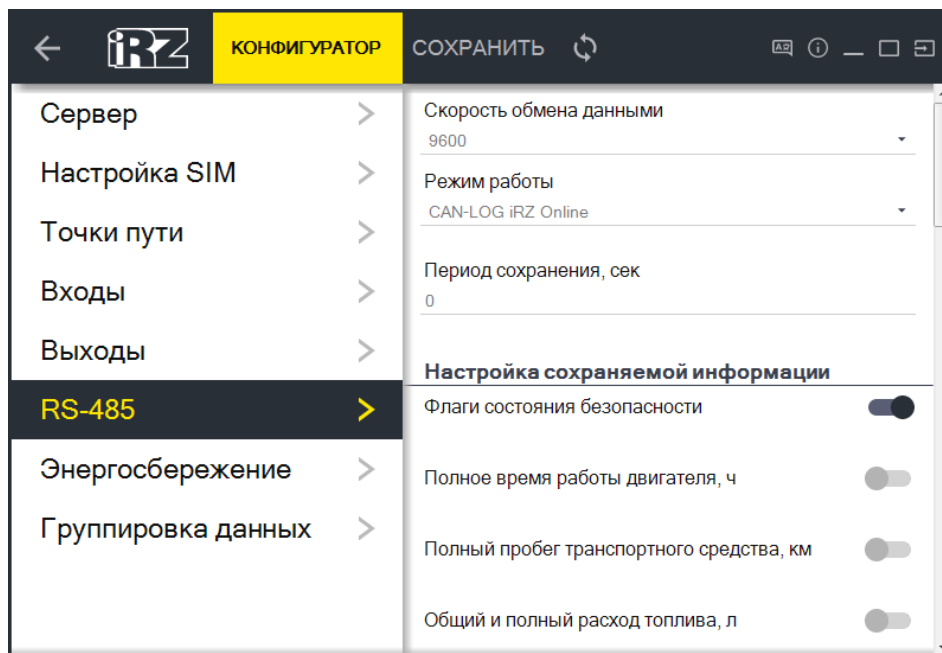 iRZ
КОНФИГУРАТОР
СОХРАНИТЬ
Сервер
Настройка SIM
Точки пути
Входы
Выходы
RS-485
Энергосбережение
Группировка данных
Скорость обмена данными
9600
Режим работы
CAN-LOG iRZ Online
Период сохранения, сек
0
Настройка сохраняемой информации
Флаги состояния безопасности
Полное время работы двигателя, ч
Полный пробег транспортного средства, км
Общий и полный расход топлива, л